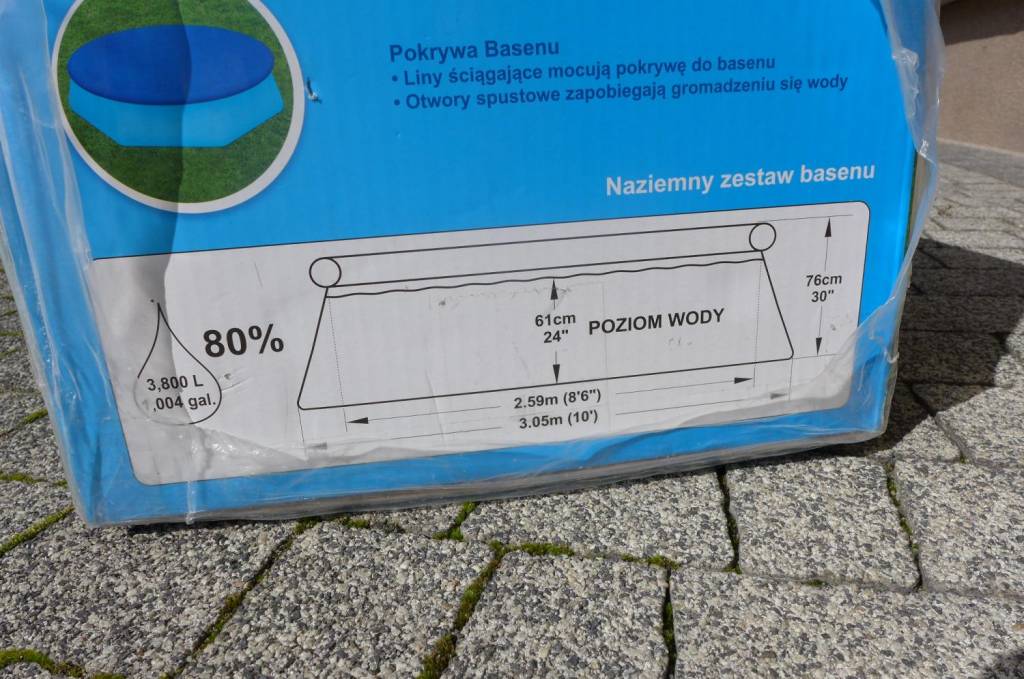 Pokrywa Basenu
• Liny ściągające mocują pokrywę do basenu
• Otwory spustowe zapobiegają gromadzeniu się wody
Naziemny zestaw basenu
76cm
30"
61cm
24"
POZIOM WODY
80%
3,800 L
,004 gal.
2.59m (8'6")
3.05m (10')